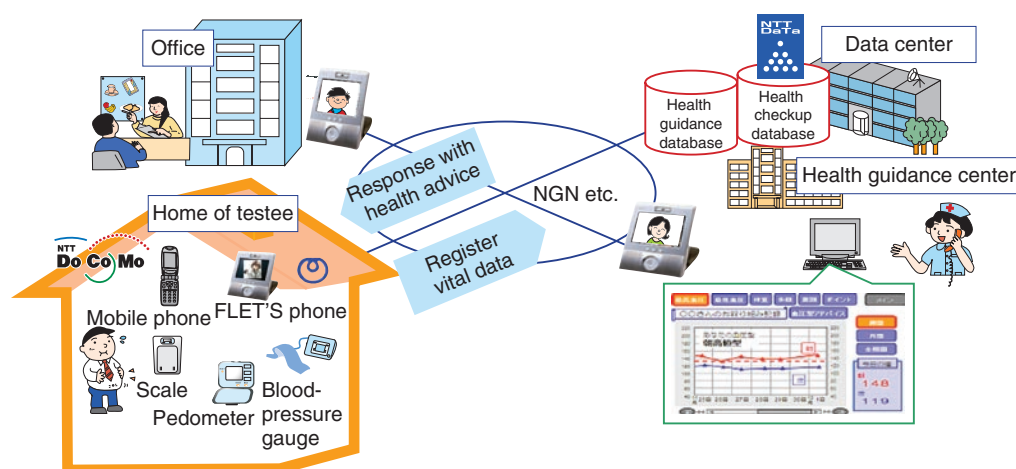 Office
NTT
DATA
Data center
Health
guidance
database
Health
checkup
database
Health guidance center
Response with
health advice
NGN etc.
Register
vital data
Home of testee
NTT
DoCoMo
Mobile phone
FLET'S phone
Scale
Pedometer
Blood-
pressure
gauge
148
119